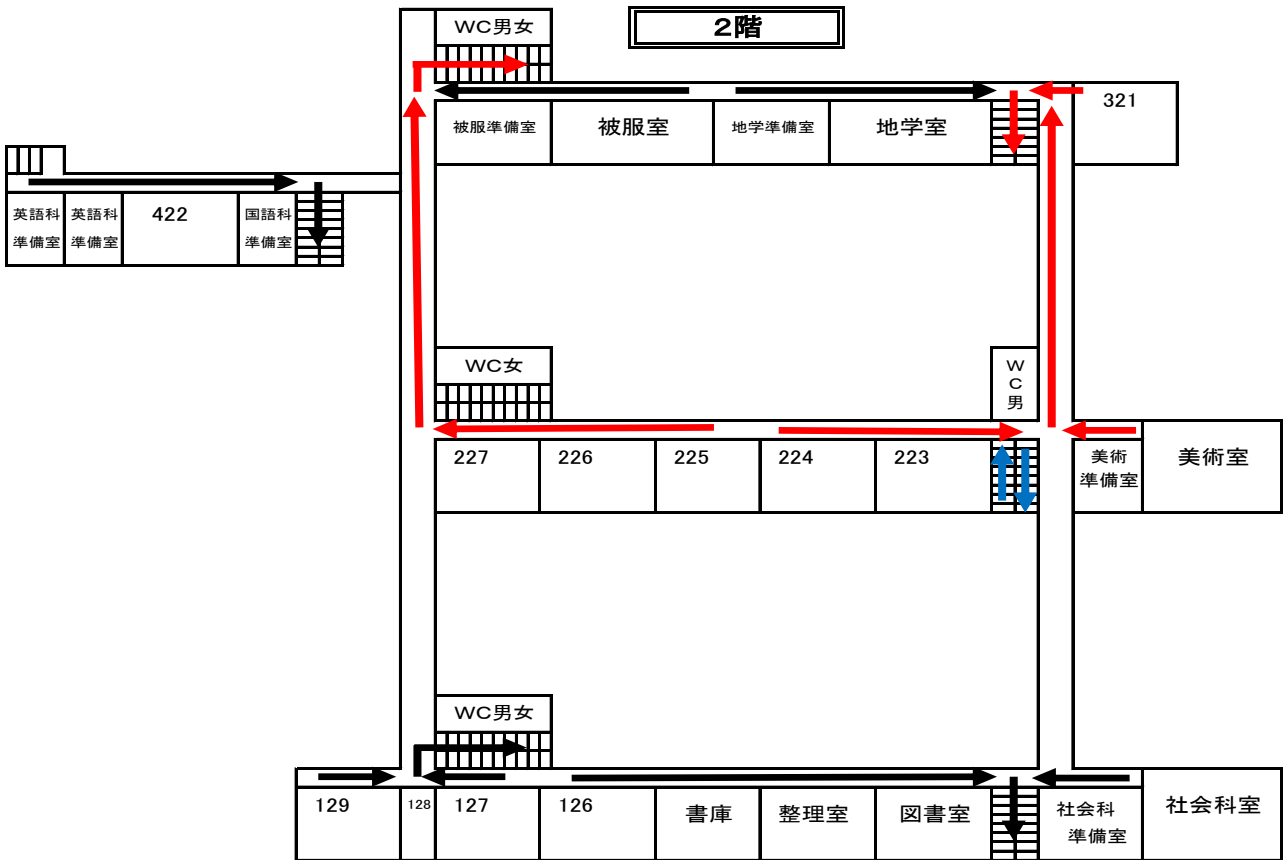 WC男女
2階
被服準備室
被服室
地学準備室
地学室
321
英語科
準備室
英語科
準備室
422
国語科
準備室
WC女
W
C
男
227
226
225
224
223
美術
準備室
美術室
WC男女
129
128
127
126
書庫
整理室
図書室
社会科
準備室
社会科室